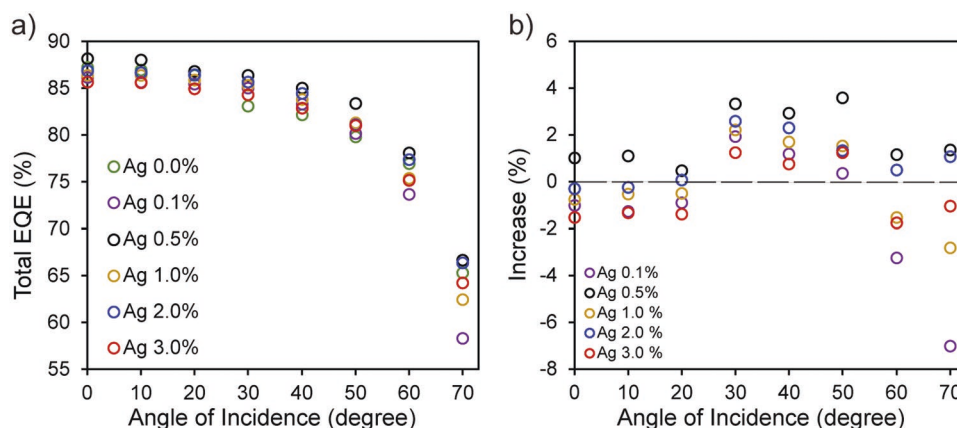 a)
90
85
80
75
70
65
60
55
Total EQE (%)
Ag 0.0%
Ag 0.1%
Ag 0.5%
Ag 1.0%
Ag 2.0%
Ag 3.0%
0 10 20 30 40 50 60 70
Angle of Incidence (degree)
b)
6
4
2
0
-2
-4
-6
-8
Increase (%)
Ag 0.1%
Ag 0.5%
Ag 1.0 %
Ag 2.0 %
Ag 3.0 %
0 10 20 30 40 50 60 70
Angle of Incidence (degree)